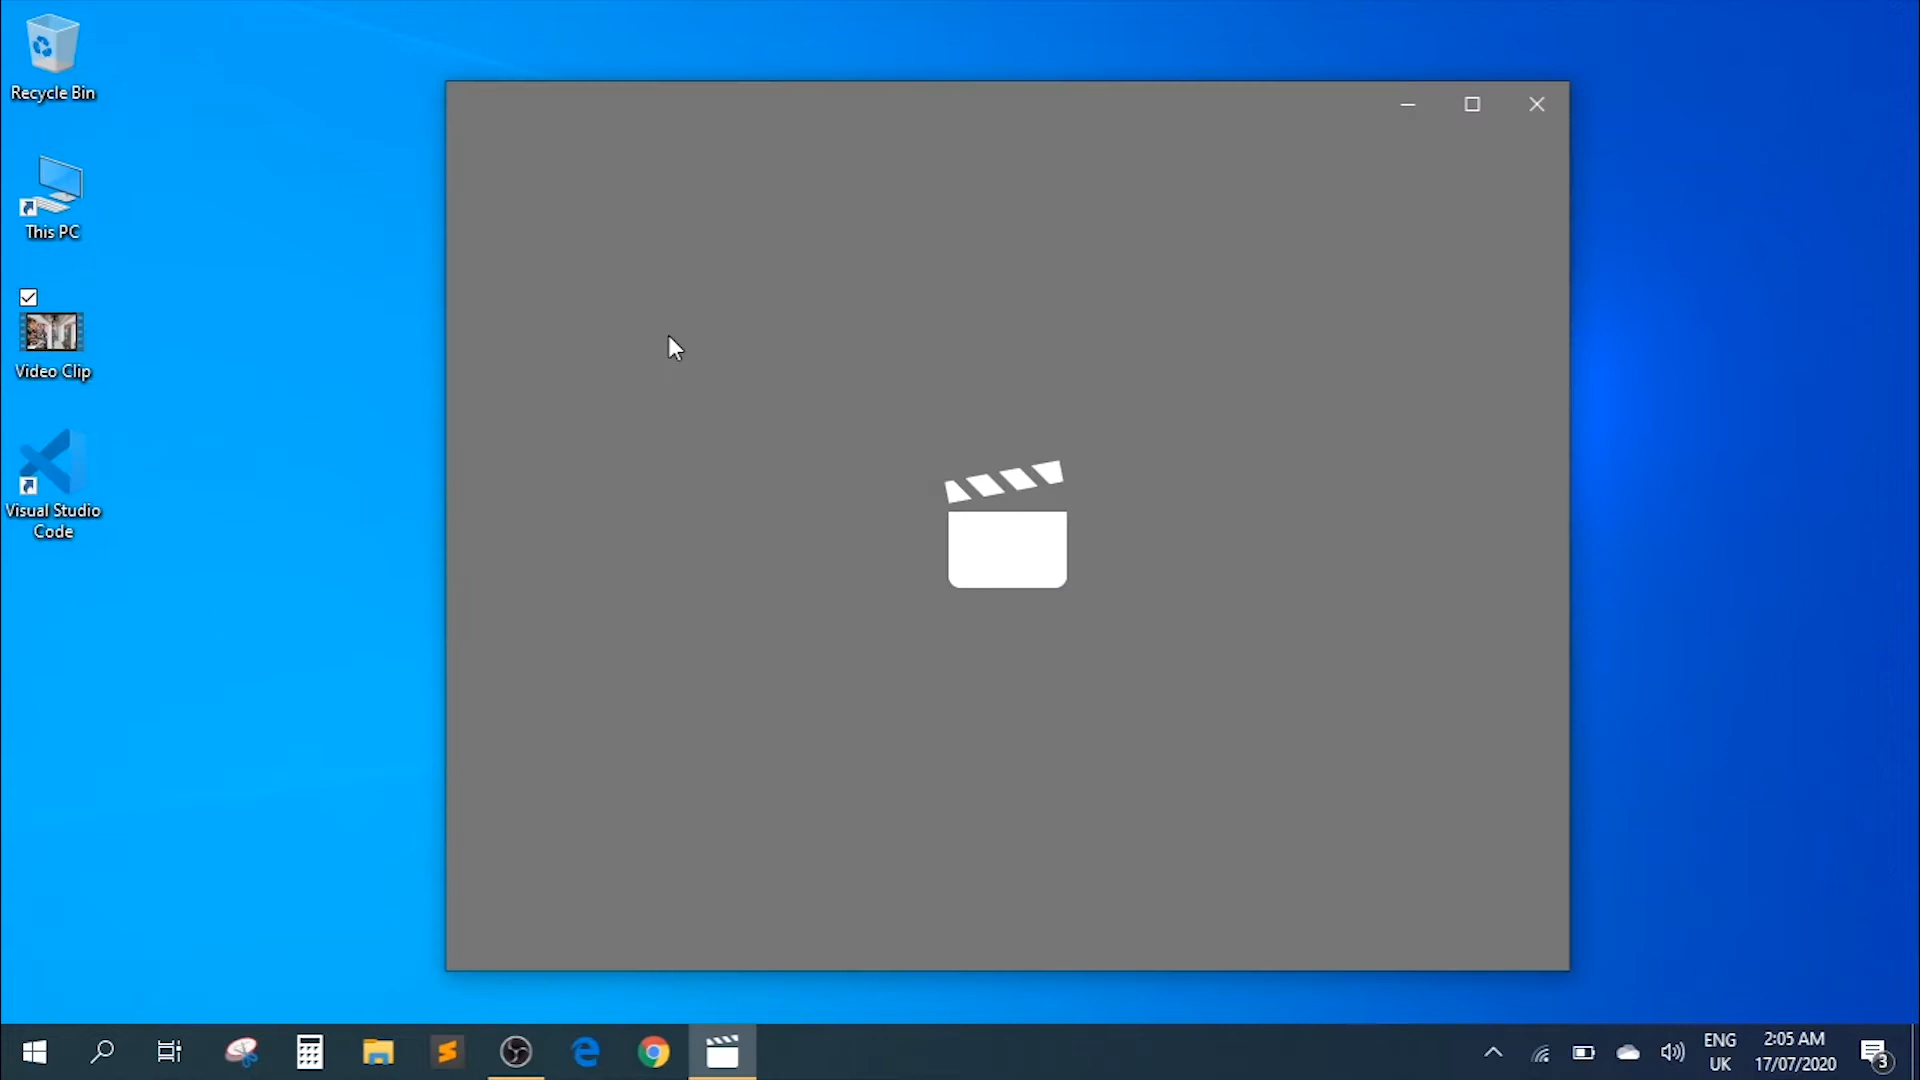 Recycle Bin
This PC
Video Clip
Visual Studio
Code
ENG
UK
2:05 AM
17/07/2020
3